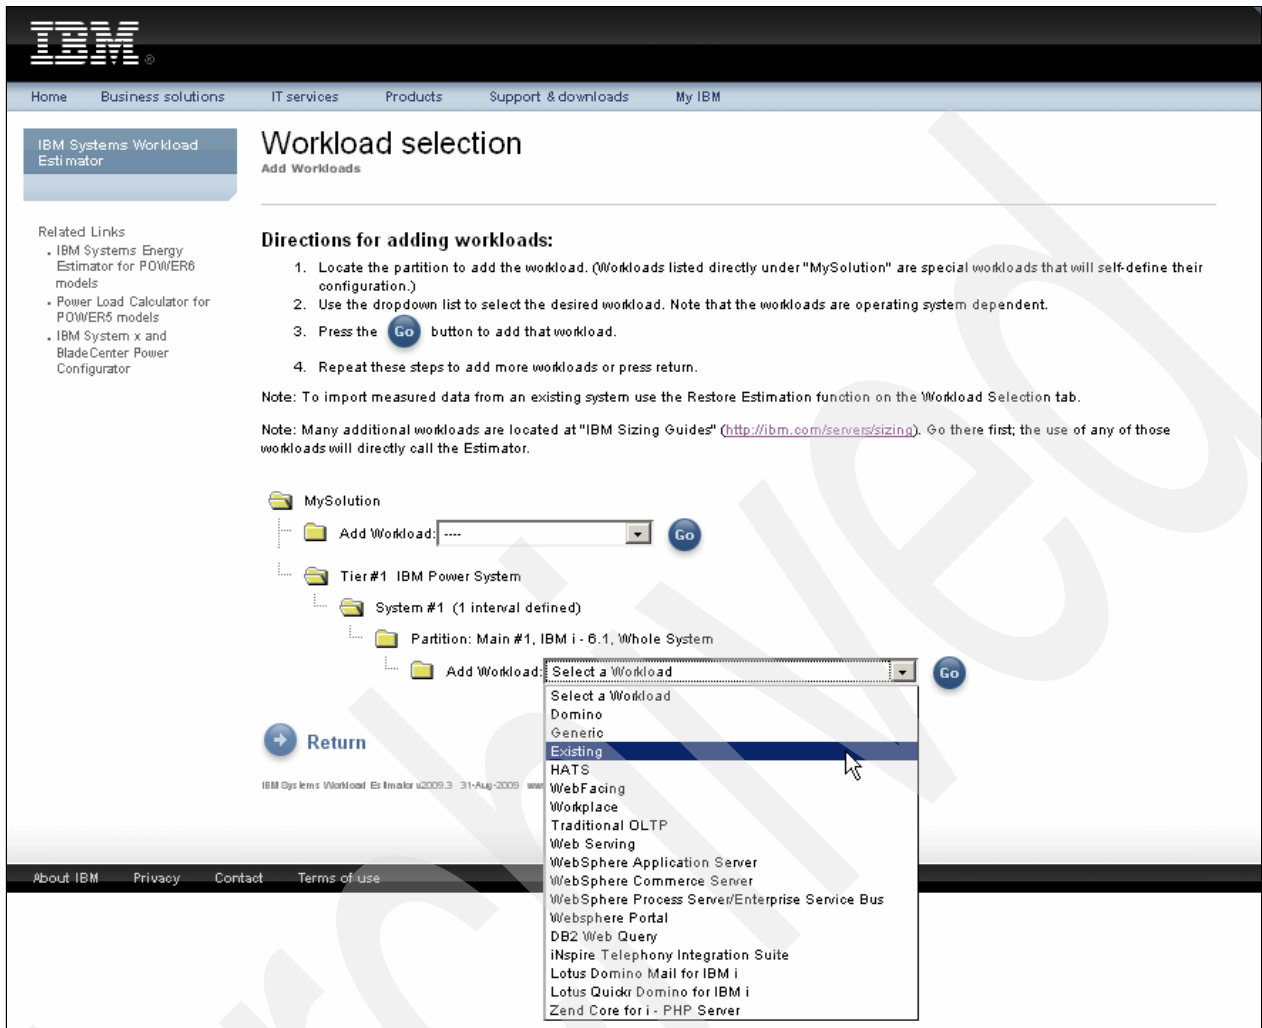 IBM ®
Home Business solutions IT services Products Support & downloads My IBM
IBM Systems Workload
Estimator
Related Links
IBM Systems Energy
Estimator for POWER6
models
Power Load Calculator for
POWER5 models
IBM System x and
BladeCenter Power
Configurator
Workload selection
Add Workloads
Directions for adding workloads:
1. Locate the partition to add the workload. (Workloads listed directly under "MySolution" are special workloads that will self-define their
configuration.)
2. Use the dropdown list to select the desired workload. Note that the workloads are operating system dependent.
3. Press the Go button to add that workload.
4. Repeat these steps to add more workloads or press return.
Note: To import measured data from an existing system use the Restore Estimation function on the Workload Selection tab.
Note: Many additional workloads are located at "IBM Sizing Guides" (http://ibm.com/servers/sizing). Go there first; the use of any of those
workloads will directly call the Estimator.
MySolution
Add Workload: ---- Go
Tier #1 IBM Power System
System #1 (1 interval defined)
Partition: Main #1, IBM i - 6.1, Whole System
Add Workload: Select a Workload Go
Select a Workload
Domino
Generic
Existing
HATS
WebFacing
Workplace
Traditional OLTP
Web Serving
WebSphere Application Server
WebSphere Commerce Server
WebSphere Process Server/Enterprise Service Bus
Websphere Portal
DB2 Web Query
iNspire Telephony Integration Suite
Lotus Domino Mail for IBM i
Lotus Quickr Domino for IBM i
Zend Core for i - PHP Server
Return
IBM Systems Workload Estimator v2009.3 31-Aug-2009 www
About IBM Privacy Contact Terms of use
Archived